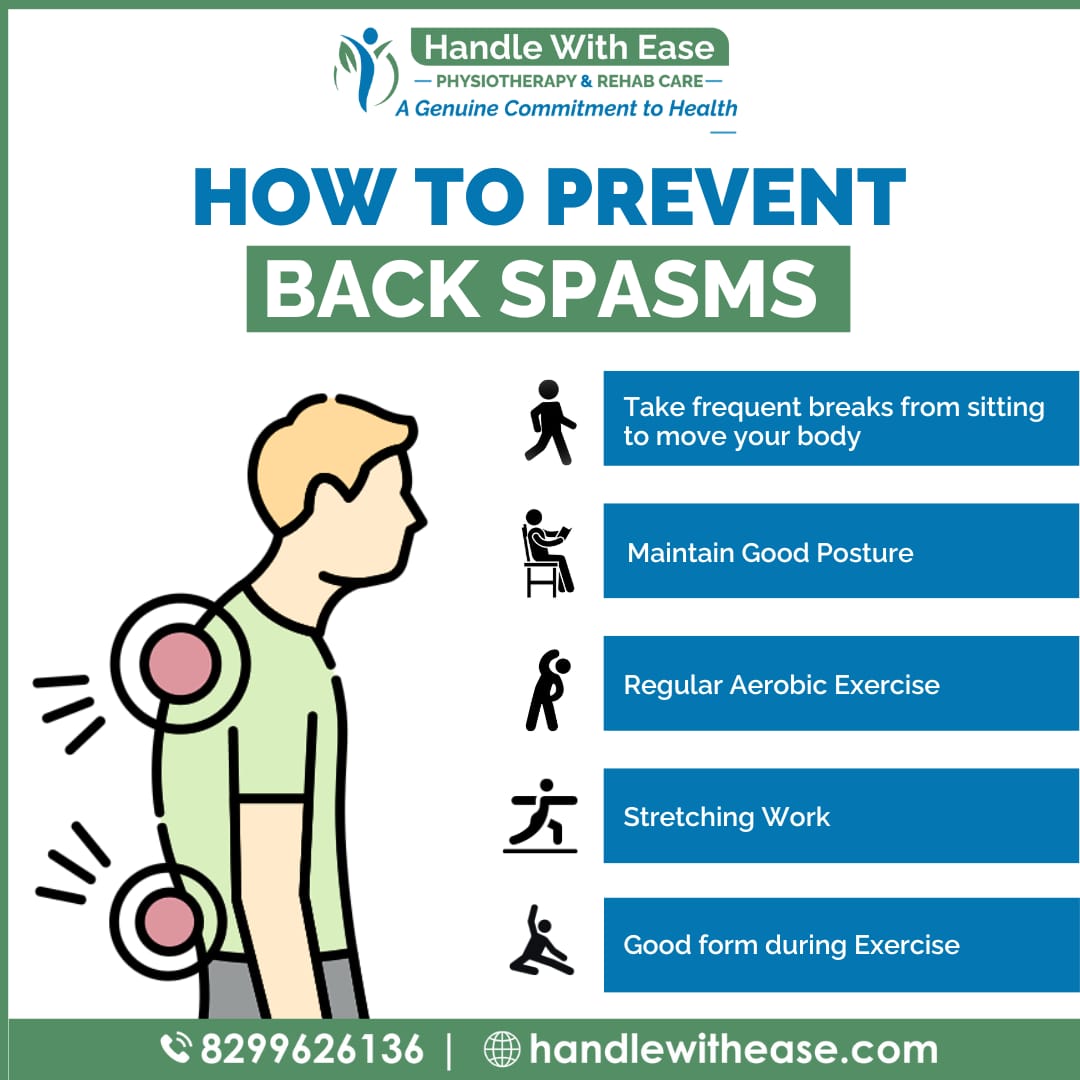 Handle With Ease
PHYSIOTHERAPY & REHAB CARE
A Genuine Commitment to Health
HOW TO PREVENT
BACK SPASMS
Take frequent breaks from sitting
to move your body
Maintain Good Posture
Regular Aerobic Exercise
Stretching Work
Good form during Exercise
8299626136 | handlewithease.com